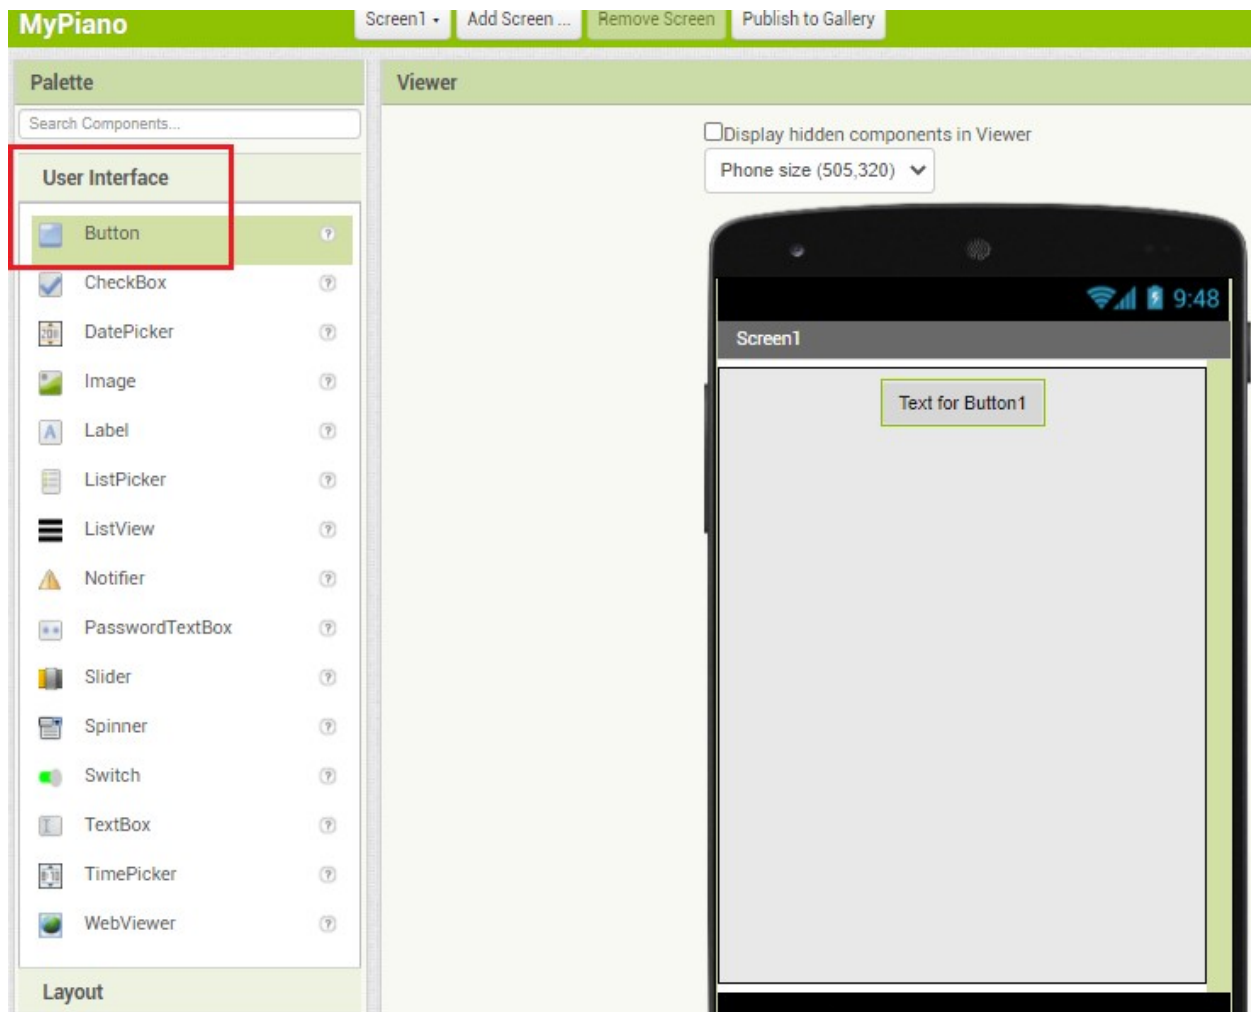 MyPiano
Screen1
Add Screen ...
Remove Screen
Publish to Gallery
Palette
Search Components...
User Interface
Button
CheckBox
DatePicker
Image
Label
ListPicker
ListView
Notifier
PasswordTextBox
Slider
Spinner
Switch
TextBox
TimePicker
WebViewer
Layout
Viewer
Display hidden components in Viewer
Phone size (505,320)
9:48
Screen1
Text for Button1